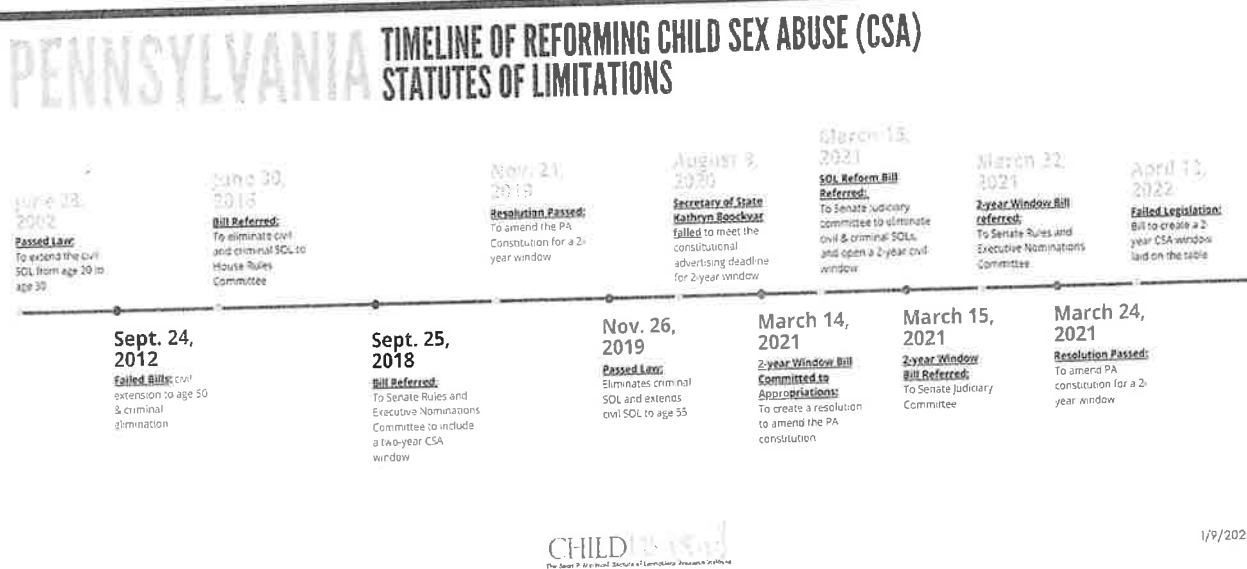 PENNSYLVANIA
TIMELINE OF REFORMING CHILD SEX ABUSE (CSA)
STATUTES OF LIMITATIONS
June 28,
2002
Passed Law:
To extend the civil
SOL from age 20 to
age 30
June 30,
Bill Referred:
To eliminate civil
and criminal SOL to
House Rules
Committee
Nov. 21,
2019
Resolution Passed:
To amend the PA
Constitution for a 2-
year window
2020
Secretary of State
Kathryn Boockvar
failed to meet the
constitutional
advertising deadline
for 2-year window
March 15,
2021
SOL Reform Bill
Referred:
To Senate Judiciary
committee to eliminate
civil & criminal SOLs,
and open a 2-year civil
window
March 22,
2021
2-year Window Bill
referred:
To Senate Rules and
Executive Nominations
Committee
April
2022
Failed Legislation:
Bill to create a 2-
year CSA window
laid on the table
Sept. 24,
2012
Failed Bills: civil
extension to age 50
& criminal
elimination
Sept. 25,
2018
Bill Referred:
To Senate Rules and
Executive Nominations
Committee to include
a two-year CSA
window
Nov. 26,
2019
Passed Law:
Eliminates criminal
SOL and extends
civil SOL to age 55
March 14,
2021
2-year Window Bill
Committed to
Appropriations:
To create a resolution
to amend the PA
constitution
March 15,
2021
2-year Window
Bill Referred:
To Senate Judiciary
Committee
March 24,
2021
Resolution Passed:
To amend PA
constitution for a 2-
year window
CHILD
1/9/202